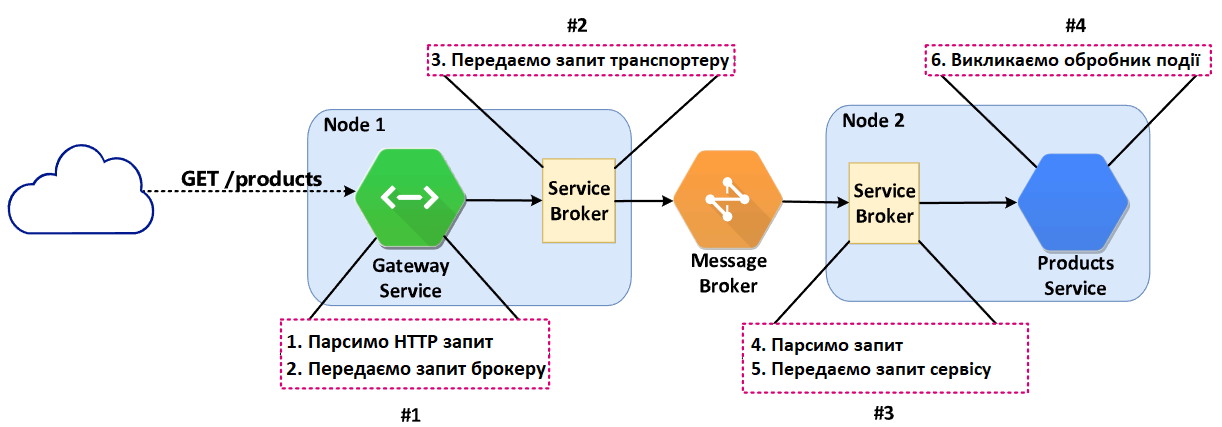 #2
#4
3. Передаємо запит транспортеру
6. Викликаємо обробник події
Node 1
Node 2
GET /products
Service
Broker
Service
Broker
Gateway
Service
Message
Broker
Products
Service
1. Парсимо HTTP запит
2. Передаємо запит брокеру
4. Парсимо запит
5. Передаємо запит сервісу
#1
#3